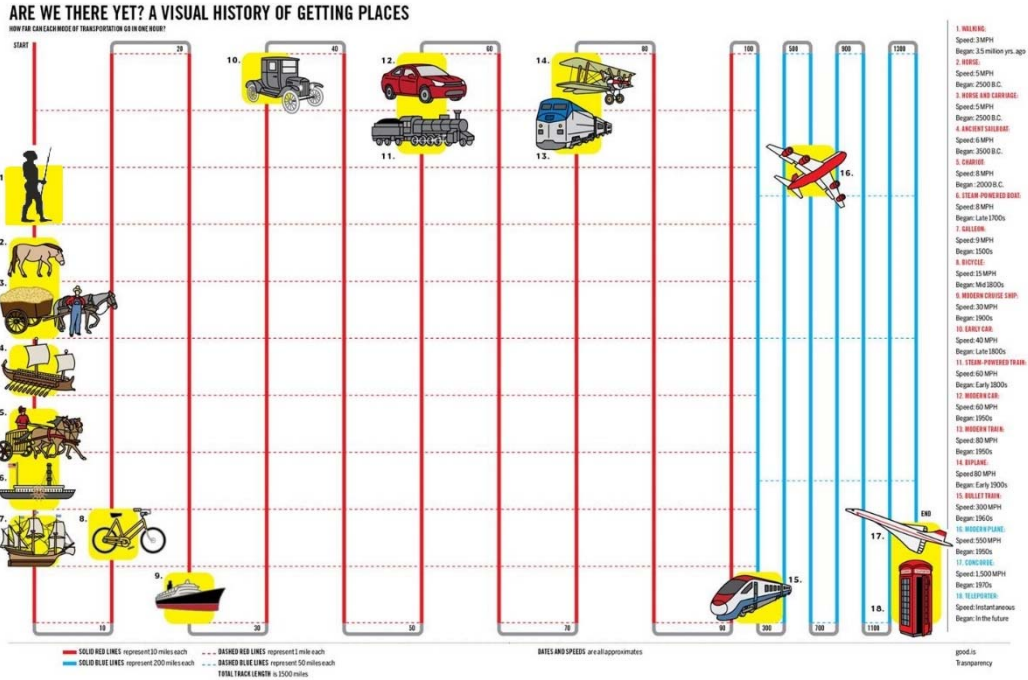 ARE WE THERE YET? A VISUAL HISTORY OF GETTING PLACES
HOW FAR CAN EACH MODE OF TRANSPORTATION GO IN ONE HOUR?
START
20
40
60
80
100
500
900
1300
10.
12.
14.
11.
13.
16.
1
2.
3.
4.
5.
6.
7.
8.
9.
15.
17.
18.
END
10
30
50
70
90
300
700
1100
1. WALKING:
Speed: 3 MPH
Began: 3.5 million yrs. ago
2. HORSE:
Speed: 5 MPH
Began: 2500 B.C.
3. HORSE AND CARRIAGE:
Speed: 5 MPH
Began: 2500 B.C.
4. ANCIENT SAILBOAT:
Speed: 6 MPH
Began: 3500 B.C.
5. CHARIOT:
Speed: 8 MPH
Began: 2000 B.C.
6. STEAM-POWERED BOAT:
Speed: 8 MPH
Began: Late 1700s
7. GALLEON:
Speed: 9 MPH
Began: 1500s
8. BICYCLE:
Speed: 15 MPH
Began: Mid 1800s
9. MODERN CRUISE SHIP:
Speed: 30 MPH
Began: 1900s
10. EARLY CAR:
Speed: 40 MPH
Began: Late 1800s
11. STEAM-POWERED TRAIN:
Speed: 60 MPH
Began: Early 1800s
12. MODERN CAR:
Speed: 60 MPH
Began: 1950s
13. MODERN TRAIN:
Speed: 80 MPH
Began: 1950s
14. BIPLANE:
Speed 80 MPH
Began: Early 1900s
15. BULLET TRAIN:
Speed: 300 MPH
Began: 1960s
16. MODERN PLANE:
Speed: 550 MPH
Began: 1950s
17. CONCORDE:
Speed: 1,500 MPH
Began: 1970s
18. TELEPORTER:
Speed: Instantaneous
Began: In the future
SOLID RED LINES represent 10 miles each
DASHED RED LINES represent 1 mile each
SOLID BLUE LINES represent 200 miles each
DASHED BLUE LINES represent 50 miles each
TOTAL TRACK LENGTH is 1500 miles
DATES AND SPEEDS are all approximates
good.is
Trasnparency